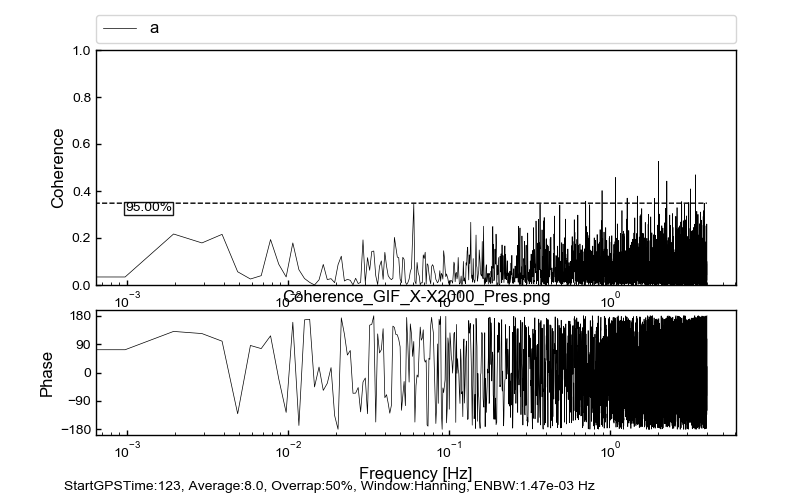 a
1.0
0.8
0.6
0.4
0.2
0.0
Coherence
95.00%
10⁻³ 10⁻² 10⁻¹ 10⁰
Coherence_GIF_X-X2000_Pres.png
180
90
0
−90
−180
Phase
10⁻³ 10⁻² 10⁻¹ 10⁰
Frequency [Hz]
StartGPSTime:123, Average:8.0, Overrap:50%, Window:Hanning, ENBW:1.47e-03 Hz